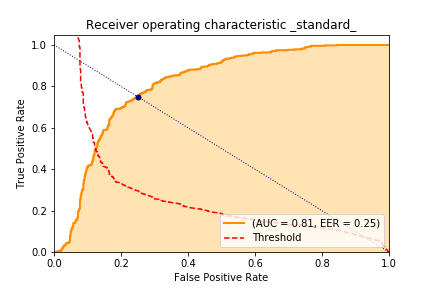 Receiver operating characteristic _standard_
True Positive Rate
1.0
0.8
0.6
0.4
0.2
0.0
(AUC = 0.81, EER = 0.25)
Threshold
0.0 0.2 0.4 0.6 0.8 1.0
False Positive Rate